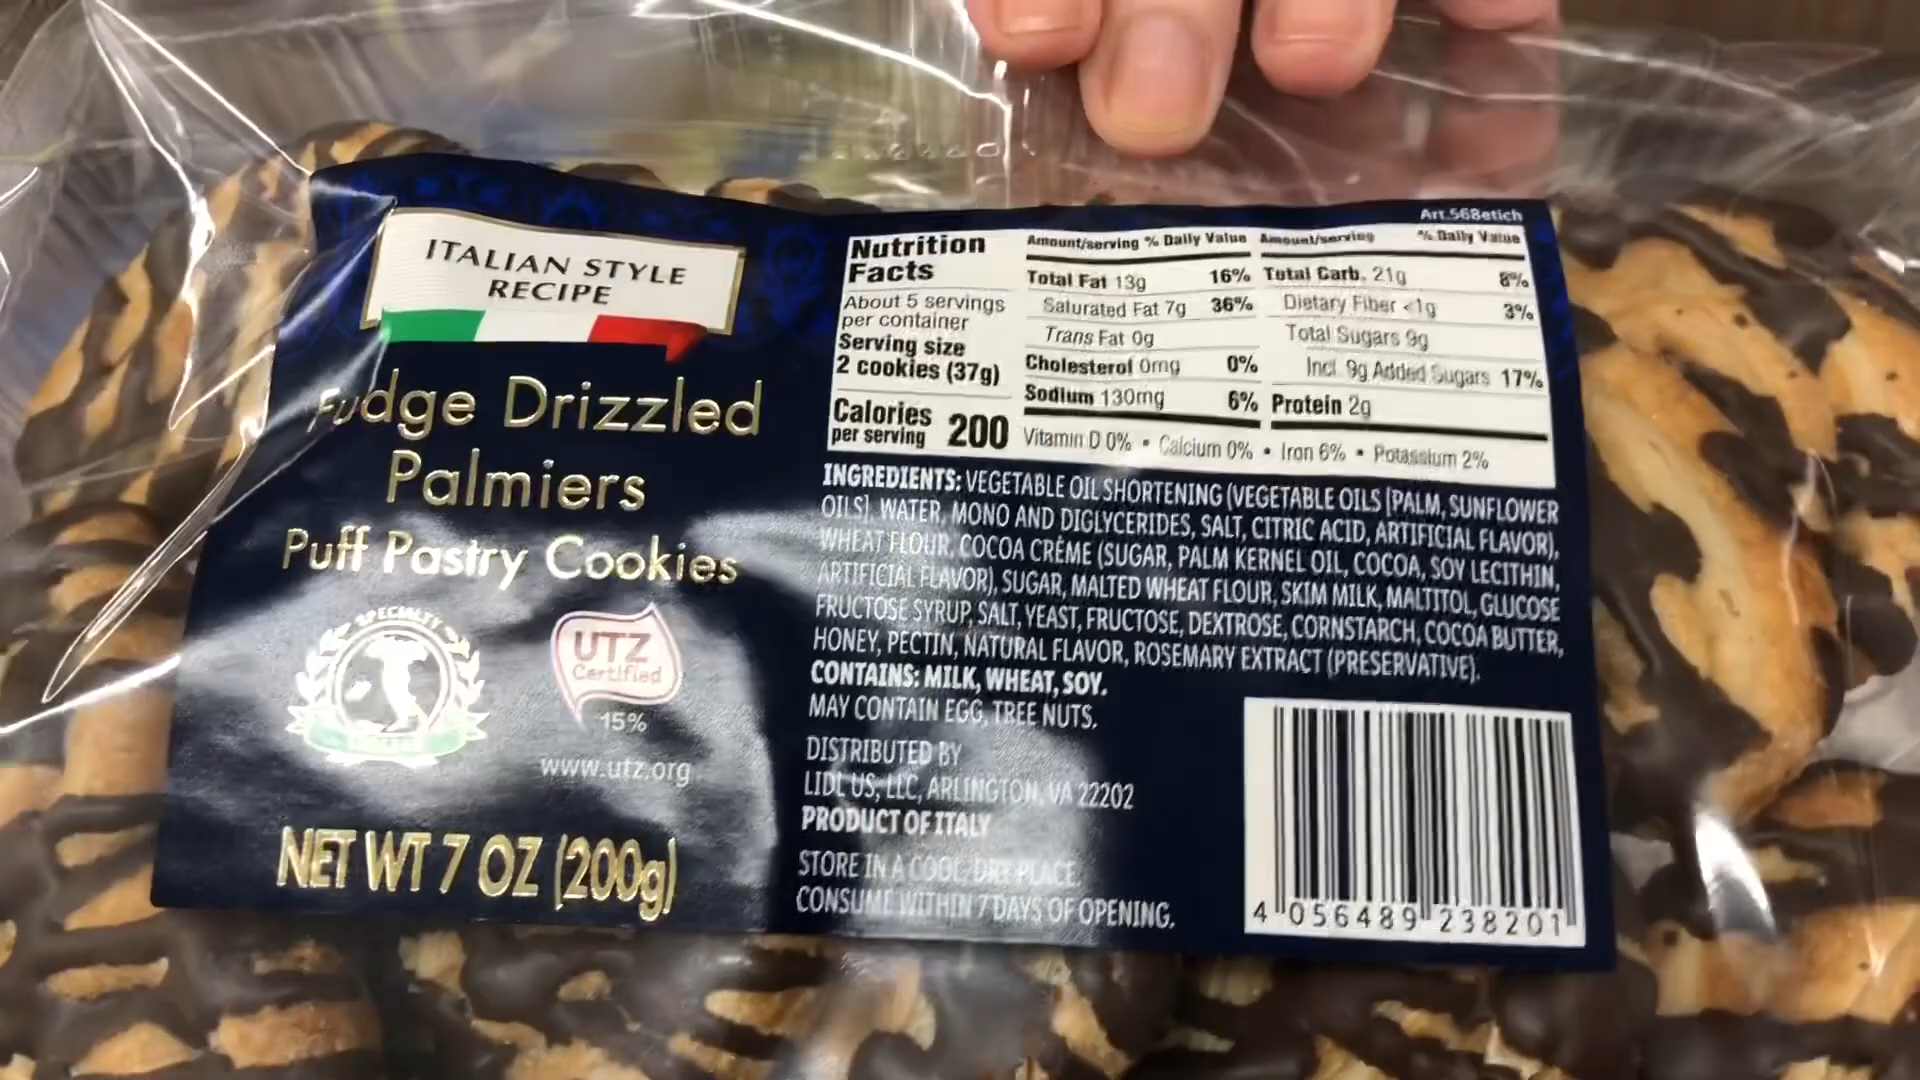 ITALIAN STYLE
RECIPE
Fudge Drizzled
Palmiers
Puff Pastry Cookies
SPECIALTY
UTZ
Certified
15%
www.utz.org
NET WT 7 OZ (200g)
Art.568etich
Nutrition
Facts
About 5 servings
per container
Serving size
2 cookies (37g)
Calories
per serving 200
Amount/serving % Daily Value
Total Fat 13g 16%
Saturated Fat 7g 36%
Trans Fat 0g
Cholesterol 0mg 0%
Sodium 130mg 6%
Amount/serving % Daily Value
Total Carb. 21g 8%
Dietary Fiber <1g 3%
Total Sugars 9g
Incl. 9g Added Sugars 17%
Protein 2g
Vitamin D 0% • Calcium 0% • Iron 6% • Potassium 2%
INGREDIENTS: VEGETABLE OIL SHORTENING (VEGETABLE OILS [PALM, SUNFLOWER
OILS], WATER, MONO AND DIGLYCERIDES, SALT, CITRIC ACID, ARTIFICIAL FLAVOR),
WHEAT FLOUR, COCOA CRÈME (SUGAR, PALM KERNEL OIL, COCOA, SOY LECITHIN,
ARTIFICIAL FLAVOR), SUGAR, MALTED WHEAT FLOUR, SKIM MILK, MALTITOL, GLUCOSE
FRUCTOSE SYRUP, SALT, YEAST, FRUCTOSE, DEXTROSE, CORNSTARCH, COCOA BUTTER,
HONEY, PECTIN, NATURAL FLAVOR, ROSEMARY EXTRACT (PRESERVATIVE).
CONTAINS: MILK, WHEAT, SOY.
MAY CONTAIN EGG, TREE NUTS.
DISTRIBUTED BY
LIDL US, LLC, ARLINGTON, VA 22202
PRODUCT OF ITALY
STORE IN A COOL, DRY PLACE.
CONSUME WITHIN 7 DAYS OF OPENING.
4 056489 238201